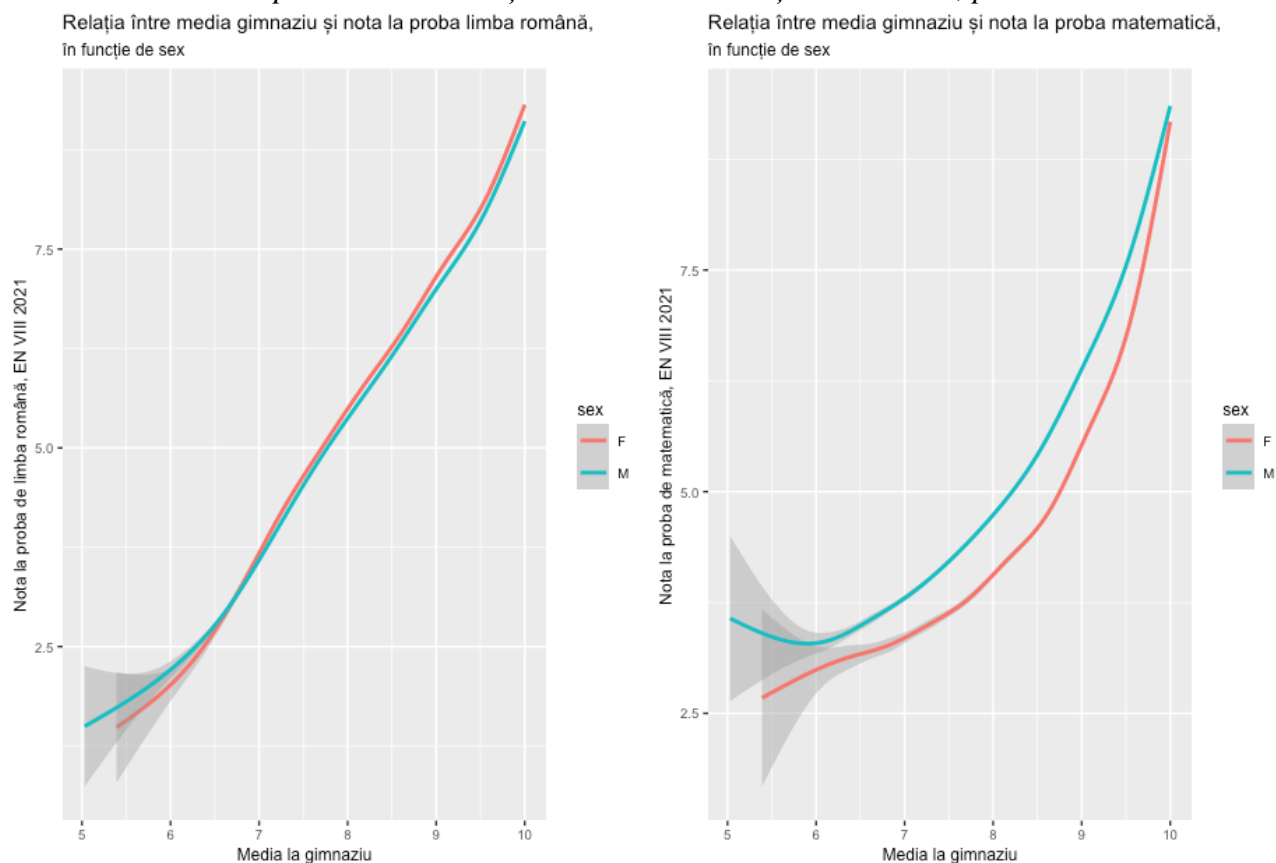 Relația între media gimnaziu și nota la proba limba română,
în funcție de sex
7.5
5.0
2.5
Nota la proba de limba română, EN VIII 2021
5 6 7 8 9 10
Media la gimnaziu
sex
F
M
Relația între media gimnaziu și nota la proba matematică,
în funcție de sex
7.5
5.0
2.5
Nota la proba de matematică, EN VIII 2021
5 6 7 8 9 10
Media la gimnaziu
sex
F
M